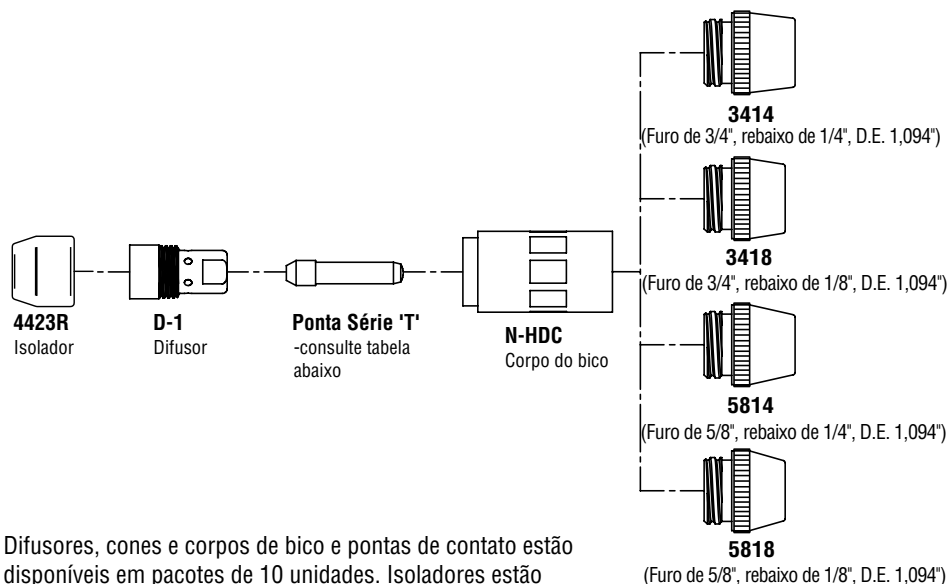 3414
(Furo de 3/4", rebaixo de 1/4", D.E. 1,094")
3418
(Furo de 3/4", rebaixo de 1/8", D.E. 1,094")
4423R
Isolador
D-1
Difusor
Ponta Série 'T'
-consulte tabela
abaixo
N-HDC
Corpo do bico
5814
(Furo de 5/8", rebaixo de 1/4", D.E. 1,094")
5818
(Furo de 5/8", rebaixo de 1/8", D.E. 1,094")
Difusores, cones e corpos de bico e pontas de contato estão
disponíveis em pacotes de 10 unidades. Isoladores estão